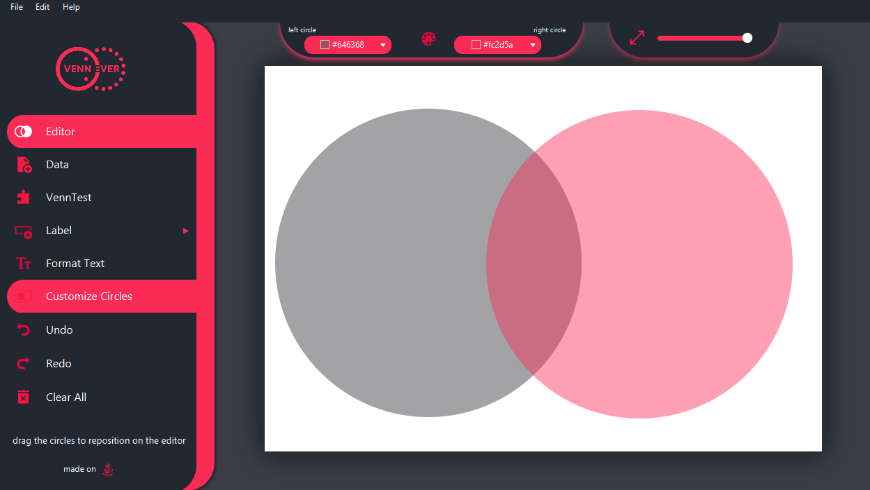 File Edit Help
left circle
right circle
#646368
#fc2d5a
VENN EVER
Editor
Data
VennTest
Label
Format Text
Customize Circles
Undo
Redo
Clear All
drag the circles to reposition on the editor
made on